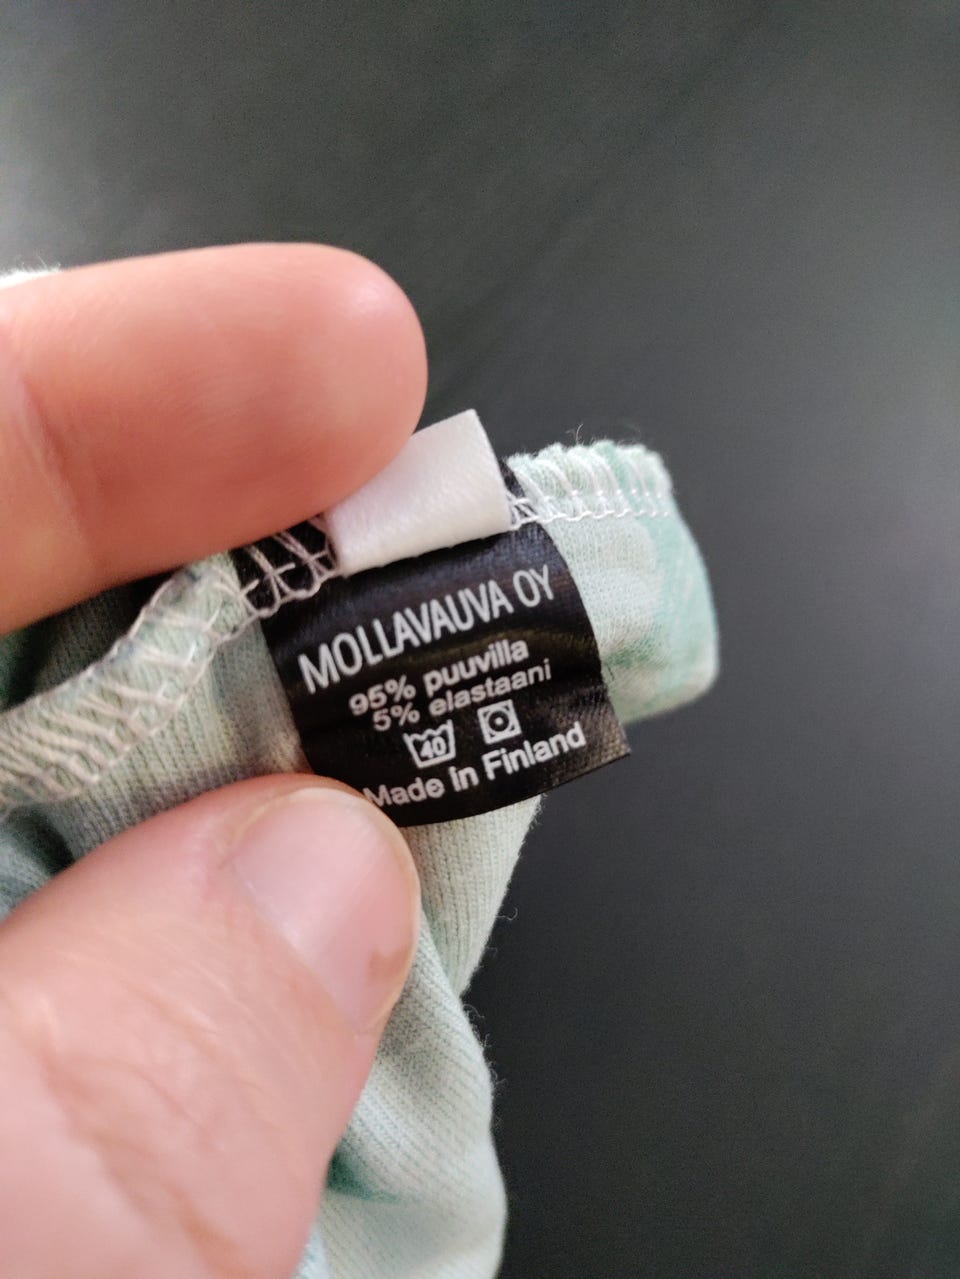 MOLLAVAUVA OY
95% puuvilla
5% elastaani
40
Made in Finland